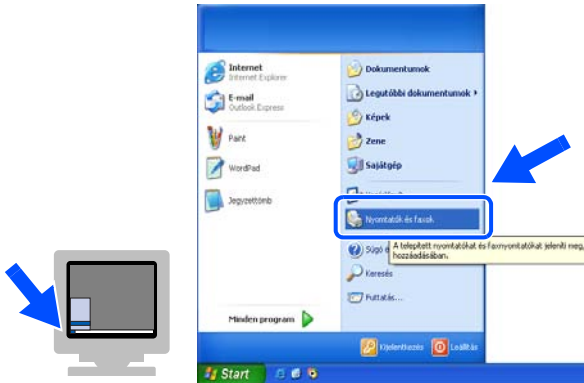 Internet
Internet Explorer
E-mail
Outlook Express
Paint
WordPad
Jegyzettömb
Minden program
Dokumentumok
Legutóbbi dokumentumok
Képek
Zene
Sajátgép
Nyomtatók és faxok
Súgó
A telepített nyomtatókat és faxnyomtatókat jeleníti meg,
hozzáadásában.
Keresés
Futtatás...
Kijelentkezés
Leállítás
Start